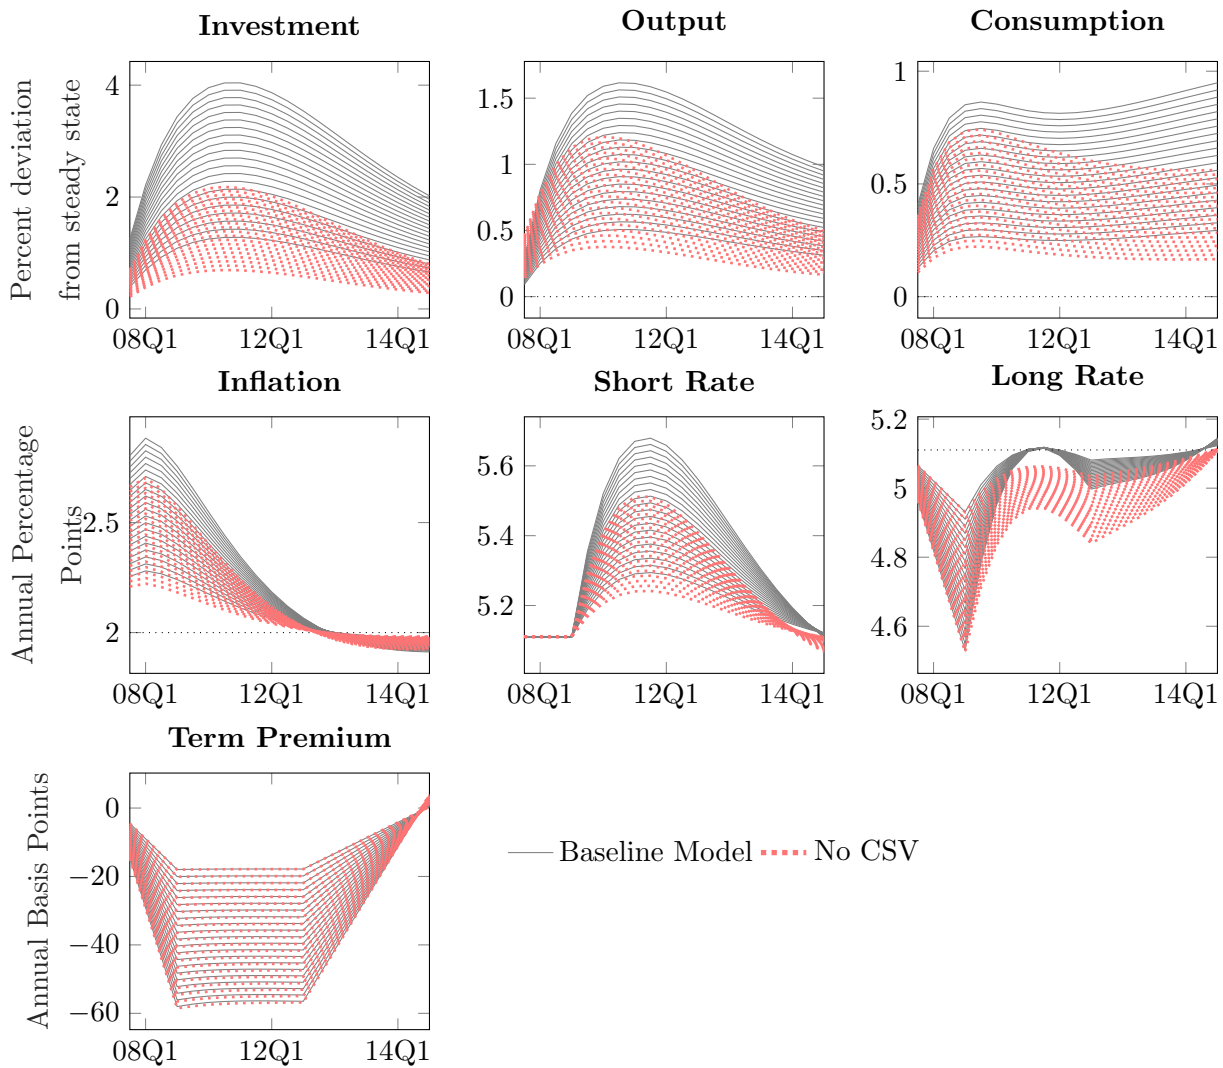 Investment
Output
Consumption
Percent deviation
from steady state
4
2
0
08Q1 12Q1 14Q1
1.5
1
0.5
0
08Q1 12Q1 14Q1
1
0.5
0
08Q1 12Q1 14Q1
Inflation
Short Rate
Long Rate
Annual Percentage
Points
2.5
2
08Q1 12Q1 14Q1
5.6
5.4
5.2
08Q1 12Q1 14Q1
5.2
5
4.8
4.6
08Q1 12Q1 14Q1
Term Premium
Annual Basis Points
0
−20
−40
−60
08Q1 12Q1 14Q1
Baseline Model No CSV